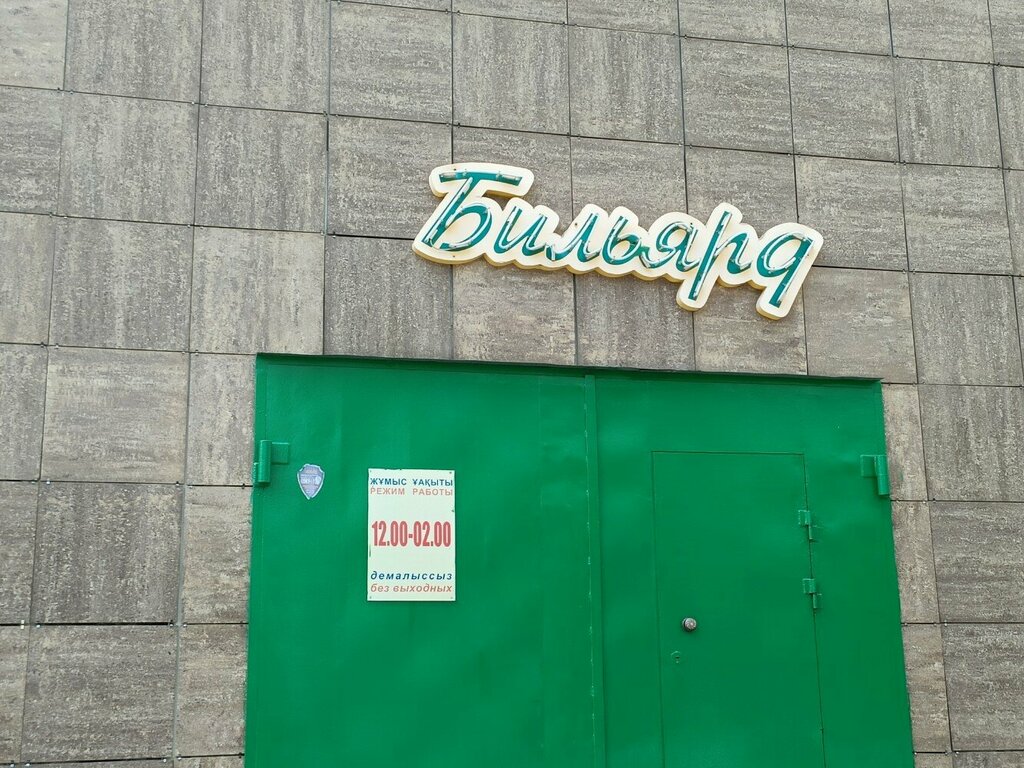 Бильярд
ЖҰМЫС УАҚЫТЫ
РЕЖИМ РАБОТЫ
12.00-02.00
демалыссыз
без выходных